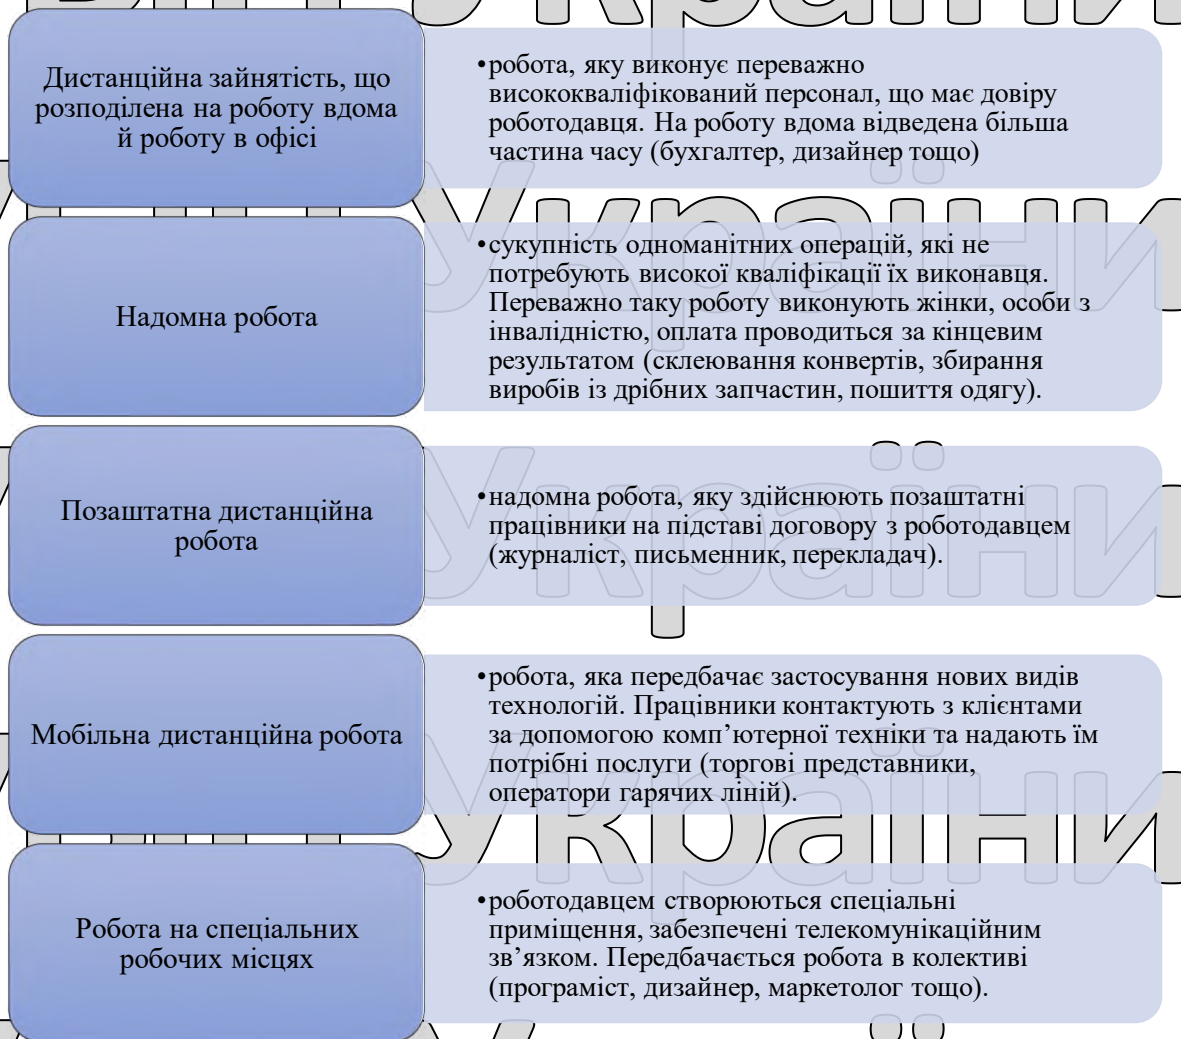 Дистанційна зайнятість, що
розподілена на роботу вдома
й роботу в офісі
•робота, яку виконує переважно
висококваліфікований персонал, що має довіру
роботодавця. На роботу вдома відведена більша
частина часу (бухгалтер, дизайнер тощо)
Надомна робота
•сукупність одноманітних операцій, які не
потребують високої кваліфікації їх виконавця.
Переважно таку роботу виконують жінки, особи з
інвалідністю, оплата проводиться за кінцевим
результатом (склеювання конвертів, збирання
виробів із дрібних запчастин, пошиття одягу).
Позаштатна дистанційна
робота
•надомна робота, яку здійснюють позаштатні
працівники на підставі договору з роботодавцем
(журналіст, письменник, перекладач).
Мобільна дистанційна робота
•робота, яка передбачає застосування нових видів
технологій. Працівники контактують з клієнтами
за допомогою комп’ютерної техніки та надають їм
потрібні послуги (торгові представники,
оператори гарячих ліній).
Робота на спеціальних
робочих місцях
•роботодавцем створюються спеціальні
приміщення, забезпечені телекомунікаційним
зв’язком. Передбачається робота в колективі
(програміст, дизайнер, маркетолог тощо).
України
України
України
України